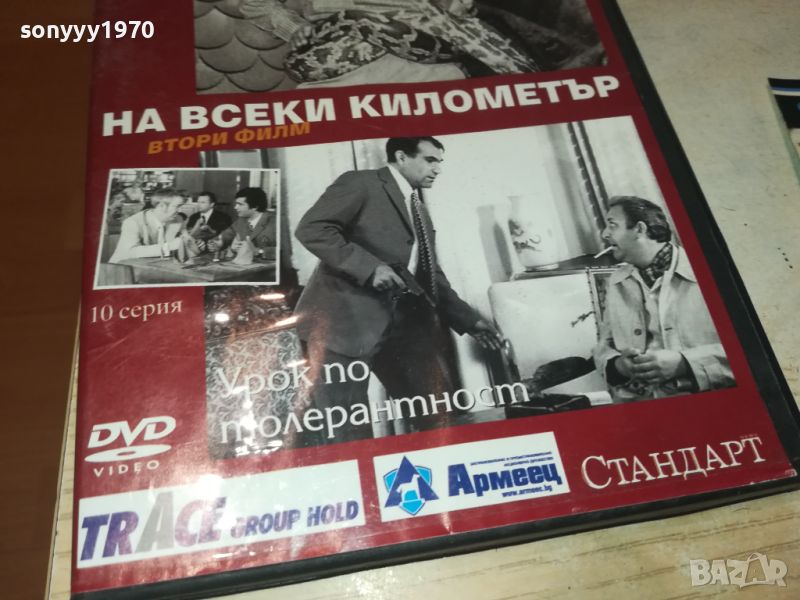 sonyyy1970
НА ВСЕКИ КИЛОМЕТЪР
ВТОРИ ФИЛМ
10 серия
Урок по
толерантност
DVD
VIDEO
TRACE GROUP HOLD
Армеец
www.armeec.bg
СТАНДАРТ
BAZAR